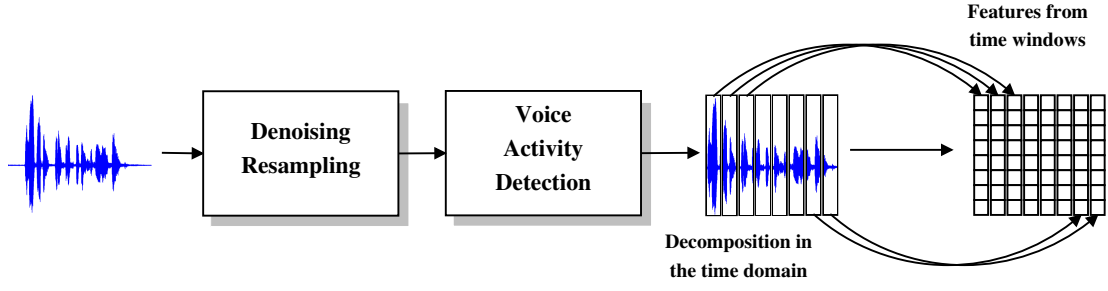 Denoising
Resampling
Voice
Activity
Detection
Decomposition in
the time domain
Features from
time windows